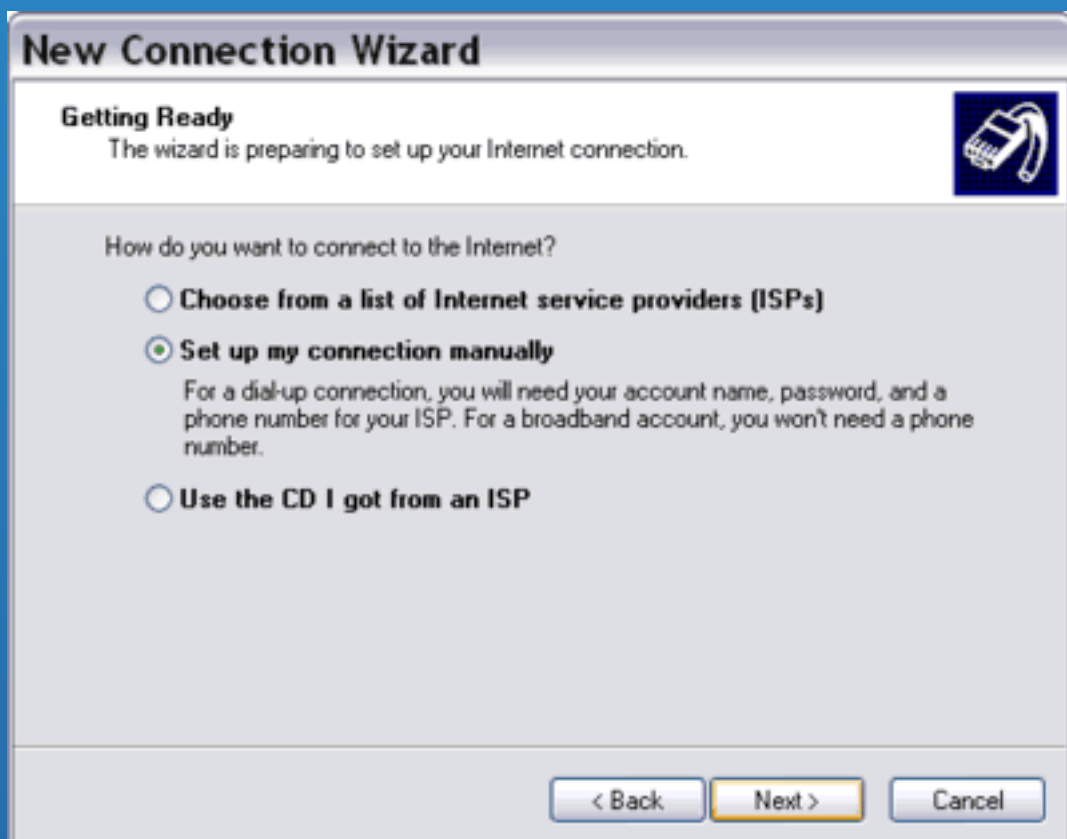 New Connection Wizard
Getting Ready
The wizard is preparing to set up your Internet connection.
How do you want to connect to the Internet?
Choose from a list of Internet service providers (ISPs)
Set up my connection manually
For a dial-up connection, you will need your account name, password, and a
phone number for your ISP. For a broadband account, you won't need a phone
number.
Use the CD I got from an ISP
< Back Next > Cancel